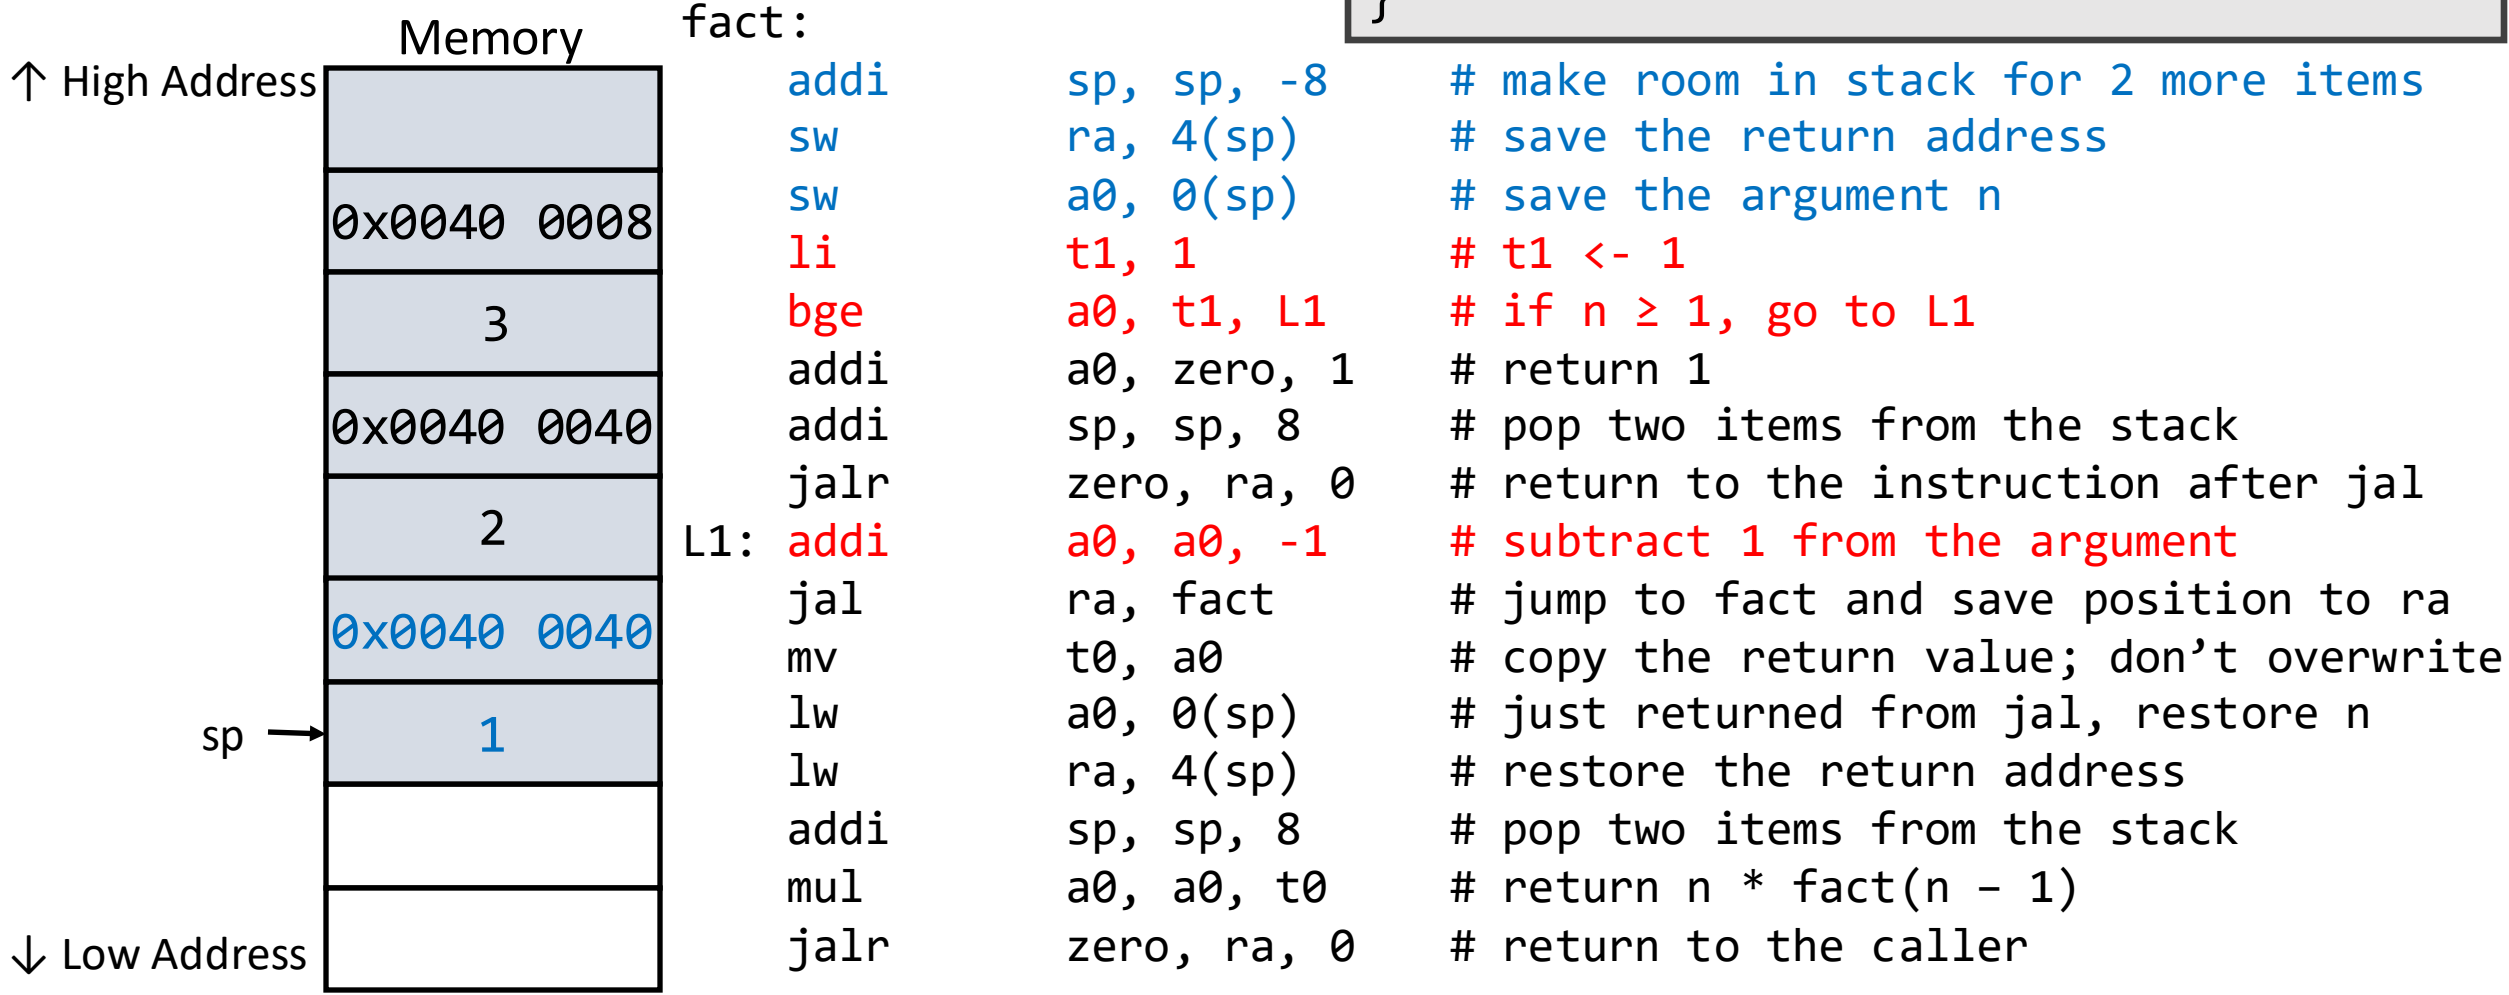 }
Memory
↑ High Address
0x0040 0008
3
0x0040 0040
2
0x0040 0040
sp
1
↓ Low Address
fact:
addi sp, sp, -8 # make room in stack for 2 more items
sw ra, 4(sp) # save the return address
sw a0, 0(sp) # save the argument n
li t1, 1 # t1 <- 1
bge a0, t1, L1 # if n ≥ 1, go to L1
addi a0, zero, 1 # return 1
addi sp, sp, 8 # pop two items from the stack
jalr zero, ra, 0 # return to the instruction after jal
L1: addi a0, a0, -1 # subtract 1 from the argument
jal ra, fact # jump to fact and save position to ra
mv t0, a0 # copy the return value; don’t overwrite
lw a0, 0(sp) # just returned from jal, restore n
lw ra, 4(sp) # restore the return address
addi sp, sp, 8 # pop two items from the stack
mul a0, a0, t0 # return n * fact(n – 1)
jalr zero, ra, 0 # return to the caller